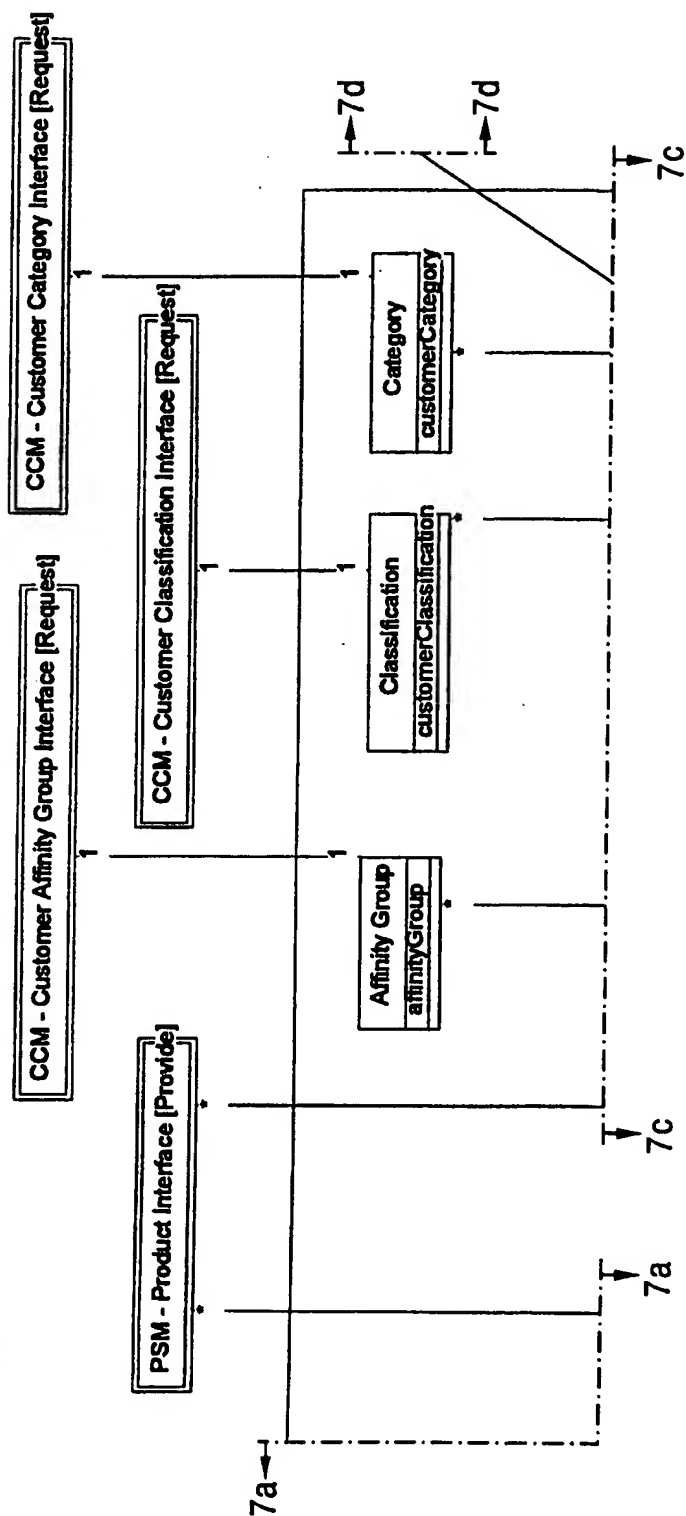 CCM - Customer Affinity Group Interface [Request]
CCM - Customer Category Interface [Request]
PSM - Product Interface [Provide]
CCM - Customer Classification Interface [Request]
*
*
1
1
1
1
1
1
Affinity Group
affinityGroup
*
Classification
customerClassification
*
Category
customerCategory
*
7a
7a
7c
7c
7d
7d